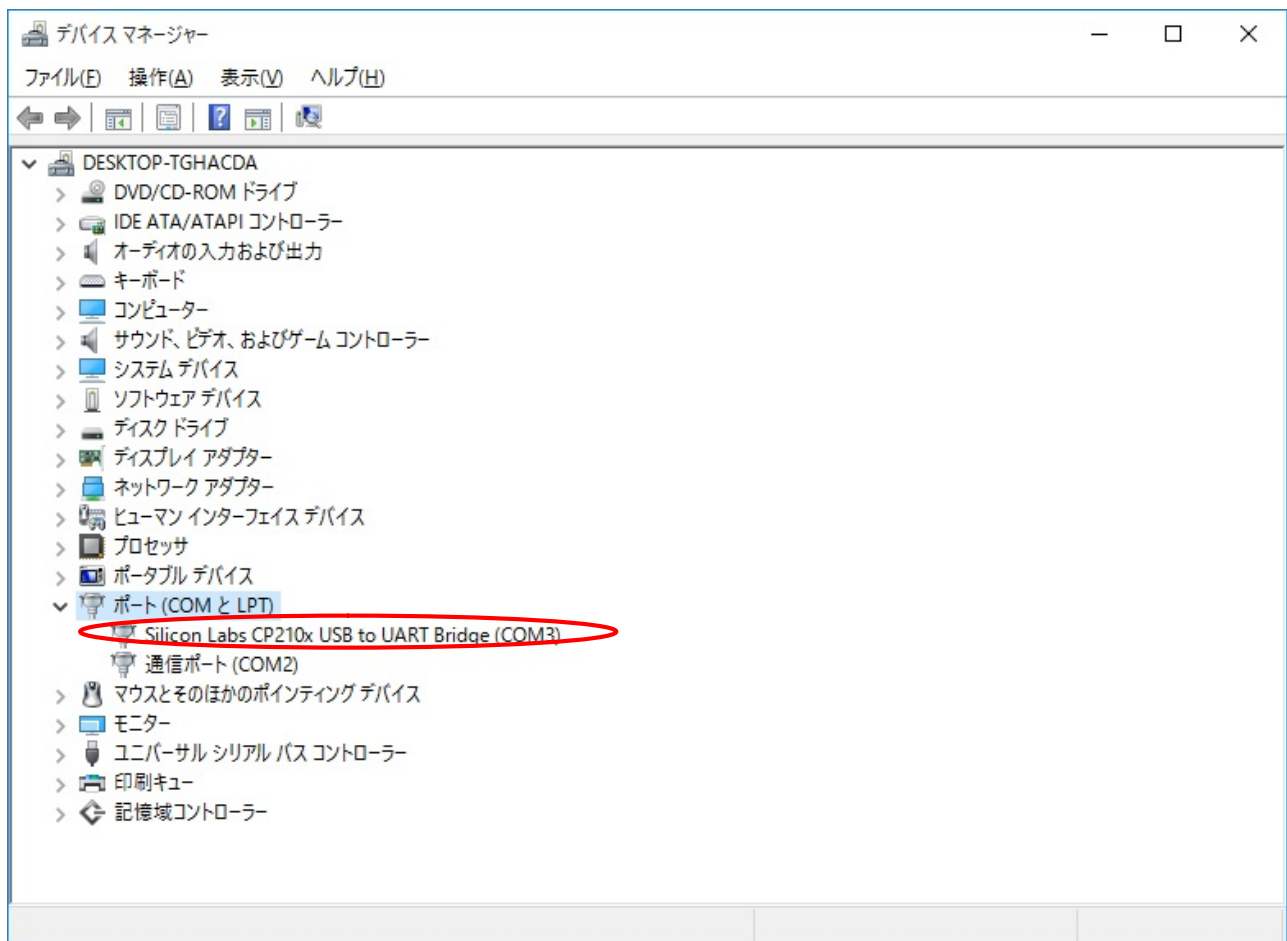 デバイス マネージャー
ファイル(F) 操作(A) 表示(V) ヘルプ(H)
DESKTOP-TGHACDA
DVD/CD-ROM ドライブ
IDE ATA/ATAPI コントローラー
オーディオの入力および出力
キーボード
コンピューター
サウンド、ビデオ、およびゲーム コントローラー
システム デバイス
ソフトウェア デバイス
ディスク ドライブ
ディスプレイ アダプター
ネットワーク アダプター
ヒューマン インターフェイス デバイス
プロセッサ
ポータブル デバイス
ポート (COM と LPT)
Silicon Labs CP210x USB to UART Bridge (COM3)
通信ポート (COM2)
マウスとそのほかのポインティング デバイス
モニター
ユニバーサル シリアル バス コントローラー
印刷キュー
記憶域コントローラー